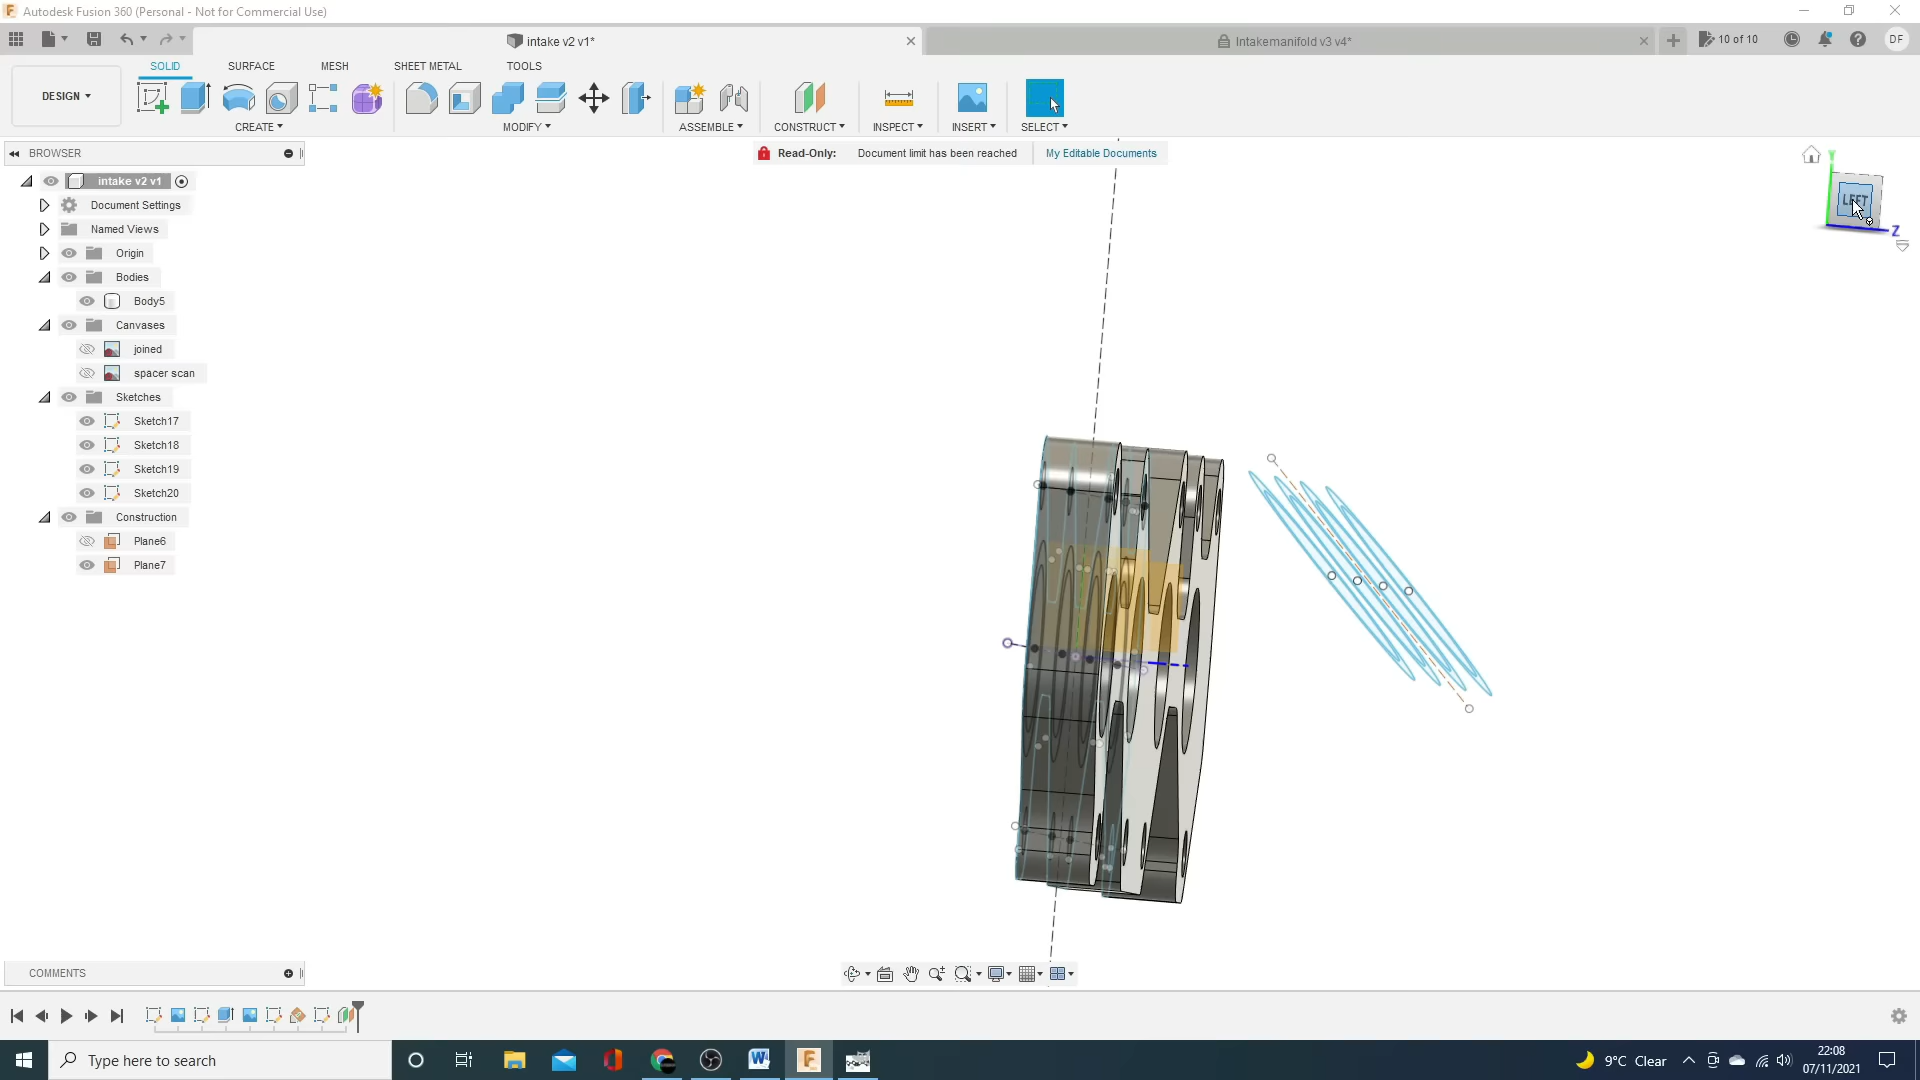 Autodesk Fusion 360 (Personal - Not for Commercial Use)
intake v2 v1*
Intakemanifold v3 v4*
10 of 10
DF
DESIGN
SOLID
SURFACE
MESH
SHEET METAL
TOOLS
CREATE
MODIFY
ASSEMBLE
CONSTRUCT
INSPECT
INSERT
SELECT
BROWSER
Read-Only: Document limit has been reached
My Editable Documents
intake v2 v1
Document Settings
Named Views
Origin
Bodies
Body5
Canvases
joined
spacer scan
Sketches
Sketch17
Sketch18
Sketch19
Sketch20
Construction
Plane6
Plane7
Y
LEFT
Z
COMMENTS
Type here to search
9°C Clear
22:08
07/11/2021